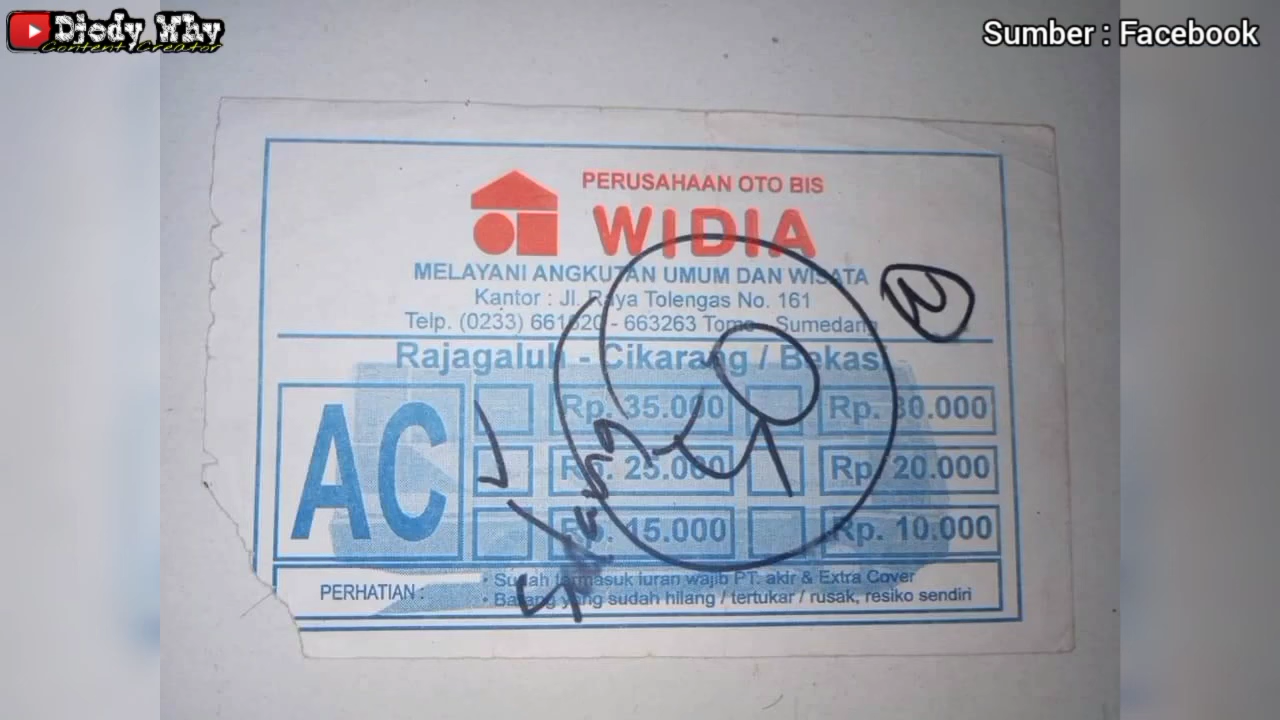 Djody Why
Content Creator
Sumber : Facebook
PERUSAHAAN OTO BIS
WIDIA
MELAYANI ANGKUTAN UMUM DAN WISATA
Kantor : Jl. Raya Tolengas No. 161
Telp. (0233) 661620 - 663263 Tomo - Sumedang
Rajagaluh - Cikarang / Bekasi
AC
Rp. 35.000 Rp. 30.000
Rp. 25.000 Rp. 20.000
Rp. 15.000 Rp. 10.000
PERHATIAN :
• Sudah termasuk iuran wajib PT. akir & Extra Cover
• Barang yang sudah hilang / tertukar / rusak, resiko sendiri